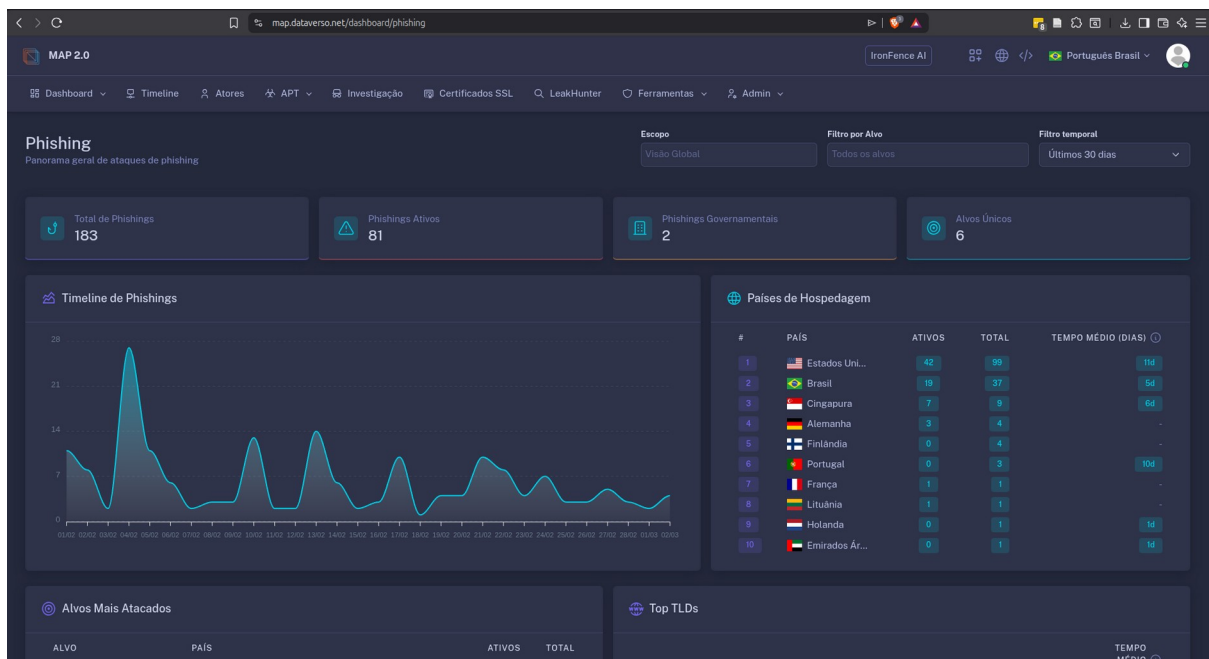 map.dataverso.net/dashboard/phishing
8
MAP 2.0
IronFence AI
Português Brasil
Dashboard
Timeline
Atores
APT
Investigação
Certificados SSL
LeakHunter
Ferramentas
Admin
Phishing
Panorama geral de ataques de phishing
Escopo
Visão Global
Filtro por Alvo
Todos os alvos
Filtro temporal
Últimos 30 dias
Total de Phishings
183
Phishings Ativos
81
Phishings Governamentais
2
Alvos Únicos
6
Timeline de Phishings
28
21
14
7
0
01/02 02/02 03/02 04/02 05/02 06/02 07/02 08/02 09/02 10/02 11/02 12/02 13/02 14/02 15/02 16/02 17/02 18/02 19/02 20/02 21/02 22/02 23/02 24/02 25/02 26/02 27/02 28/02 01/03 02/03
Países de Hospedagem
# PAÍS ATIVOS TOTAL TEMPO MÉDIO (DIAS)
1 Estados Uni... 42 99 11d
2 Brasil 19 37 5d
3 Cingapura 7 9 6d
4 Alemanha 3 4 -
5 Finlândia 0 4 -
6 Portugal 0 3 10d
7 França 1 1 -
8 Lituânia 1 1 -
9 Holanda 0 1 1d
10 Emirados Ár... 0 1 1d
Alvos Mais Atacados
ALVO PAÍS ATIVOS TOTAL
Top TLDs
TEMPO
MÉDIO